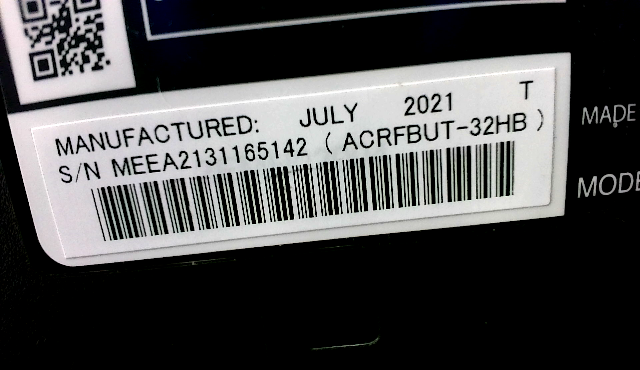 MANUFACTURED: JULY 2021 T
S/N MEEA2131165142 ( ACRFBUT-32HB )
MADE
MODE